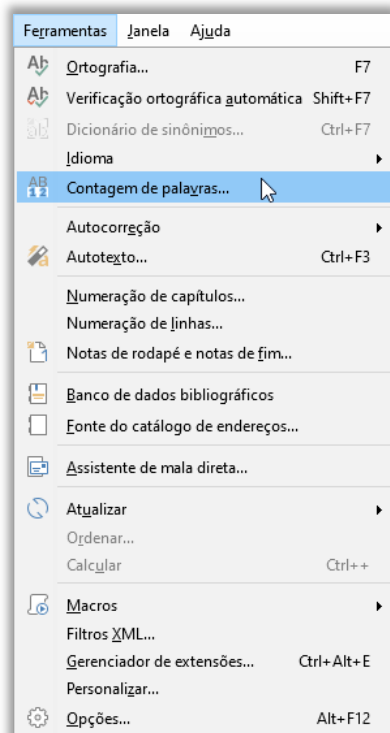 Ferramentas Janela Ajuda
Ortografia... F7
Verificação ortográfica automática Shift+F7
Dicionário de sinônimos... Ctrl+F7
Idioma
Contagem de palavras...
Autocorreção
Autotexto... Ctrl+F3
Numeração de capítulos...
Numeração de linhas...
Notas de rodapé e notas de fim...
Banco de dados bibliográficos
Fonte do catálogo de endereços...
Assistente de mala direta...
Atualizar
Ordenar...
Calcular Ctrl++
Macros
Filtros XML...
Gerenciador de extensões... Ctrl+Alt+E
Personalizar...
Opções... Alt+F12